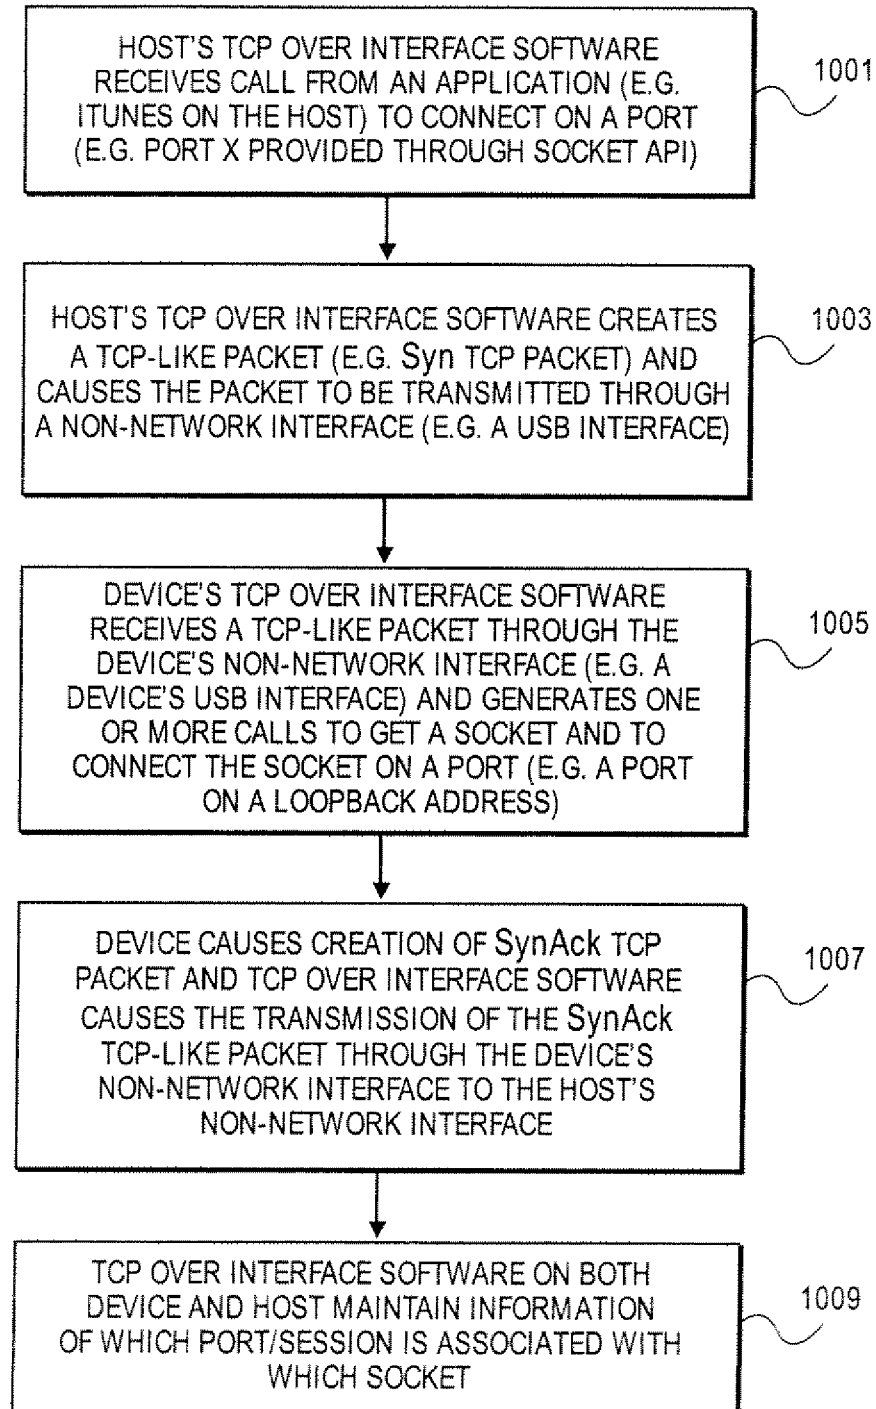 HOST'S TCP OVER INTERFACE SOFTWARE
RECEIVES CALL FROM AN APPLICATION (E.G.
ITUNES ON THE HOST) TO CONNECT ON A PORT
(E.G. PORT X PROVIDED THROUGH SOCKET API)
1001
HOST'S TCP OVER INTERFACE SOFTWARE CREATES
A TCP-LIKE PACKET (E.G. Syn TCP PACKET) AND
CAUSES THE PACKET TO BE TRANSMITTED THROUGH
A NON-NETWORK INTERFACE (E.G. A USB INTERFACE)
1003
DEVICE'S TCP OVER INTERFACE SOFTWARE
RECEIVES A TCP-LIKE PACKET THROUGH THE
DEVICE'S NON-NETWORK INTERFACE (E.G. A
DEVICE'S USB INTERFACE) AND GENERATES ONE
OR MORE CALLS TO GET A SOCKET AND TO
CONNECT THE SOCKET ON A PORT (E.G. A PORT
ON A LOOPBACK ADDRESS)
1005
DEVICE CAUSES CREATION OF SynAck TCP
PACKET AND TCP OVER INTERFACE SOFTWARE
CAUSES THE TRANSMISSION OF THE SynAck
TCP-LIKE PACKET THROUGH THE DEVICE'S
NON-NETWORK INTERFACE TO THE HOST'S
NON-NETWORK INTERFACE
1007
TCP OVER INTERFACE SOFTWARE ON BOTH
DEVICE AND HOST MAINTAIN INFORMATION
OF WHICH PORT/SESSION IS ASSOCIATED WITH
WHICH SOCKET
1009